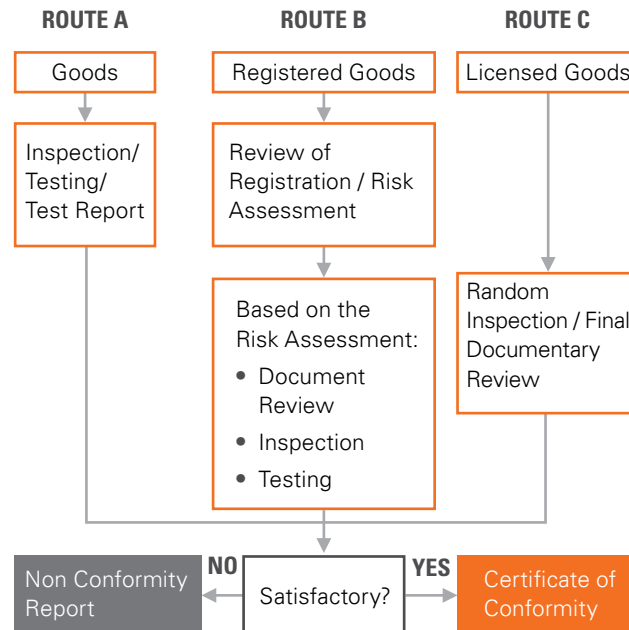 ROUTE A
ROUTE B
ROUTE C
Goods
Registered Goods
Licensed Goods
Inspection/
Testing/
Test Report
Review of
Registration / Risk
Assessment
Based on the
Risk Assessment:
• Document
Review
• Inspection
• Testing
Random
Inspection / Final
Documentary
Review
Non Conformity
Report
NO
Satisfactory?
YES
Certificate of
Conformity